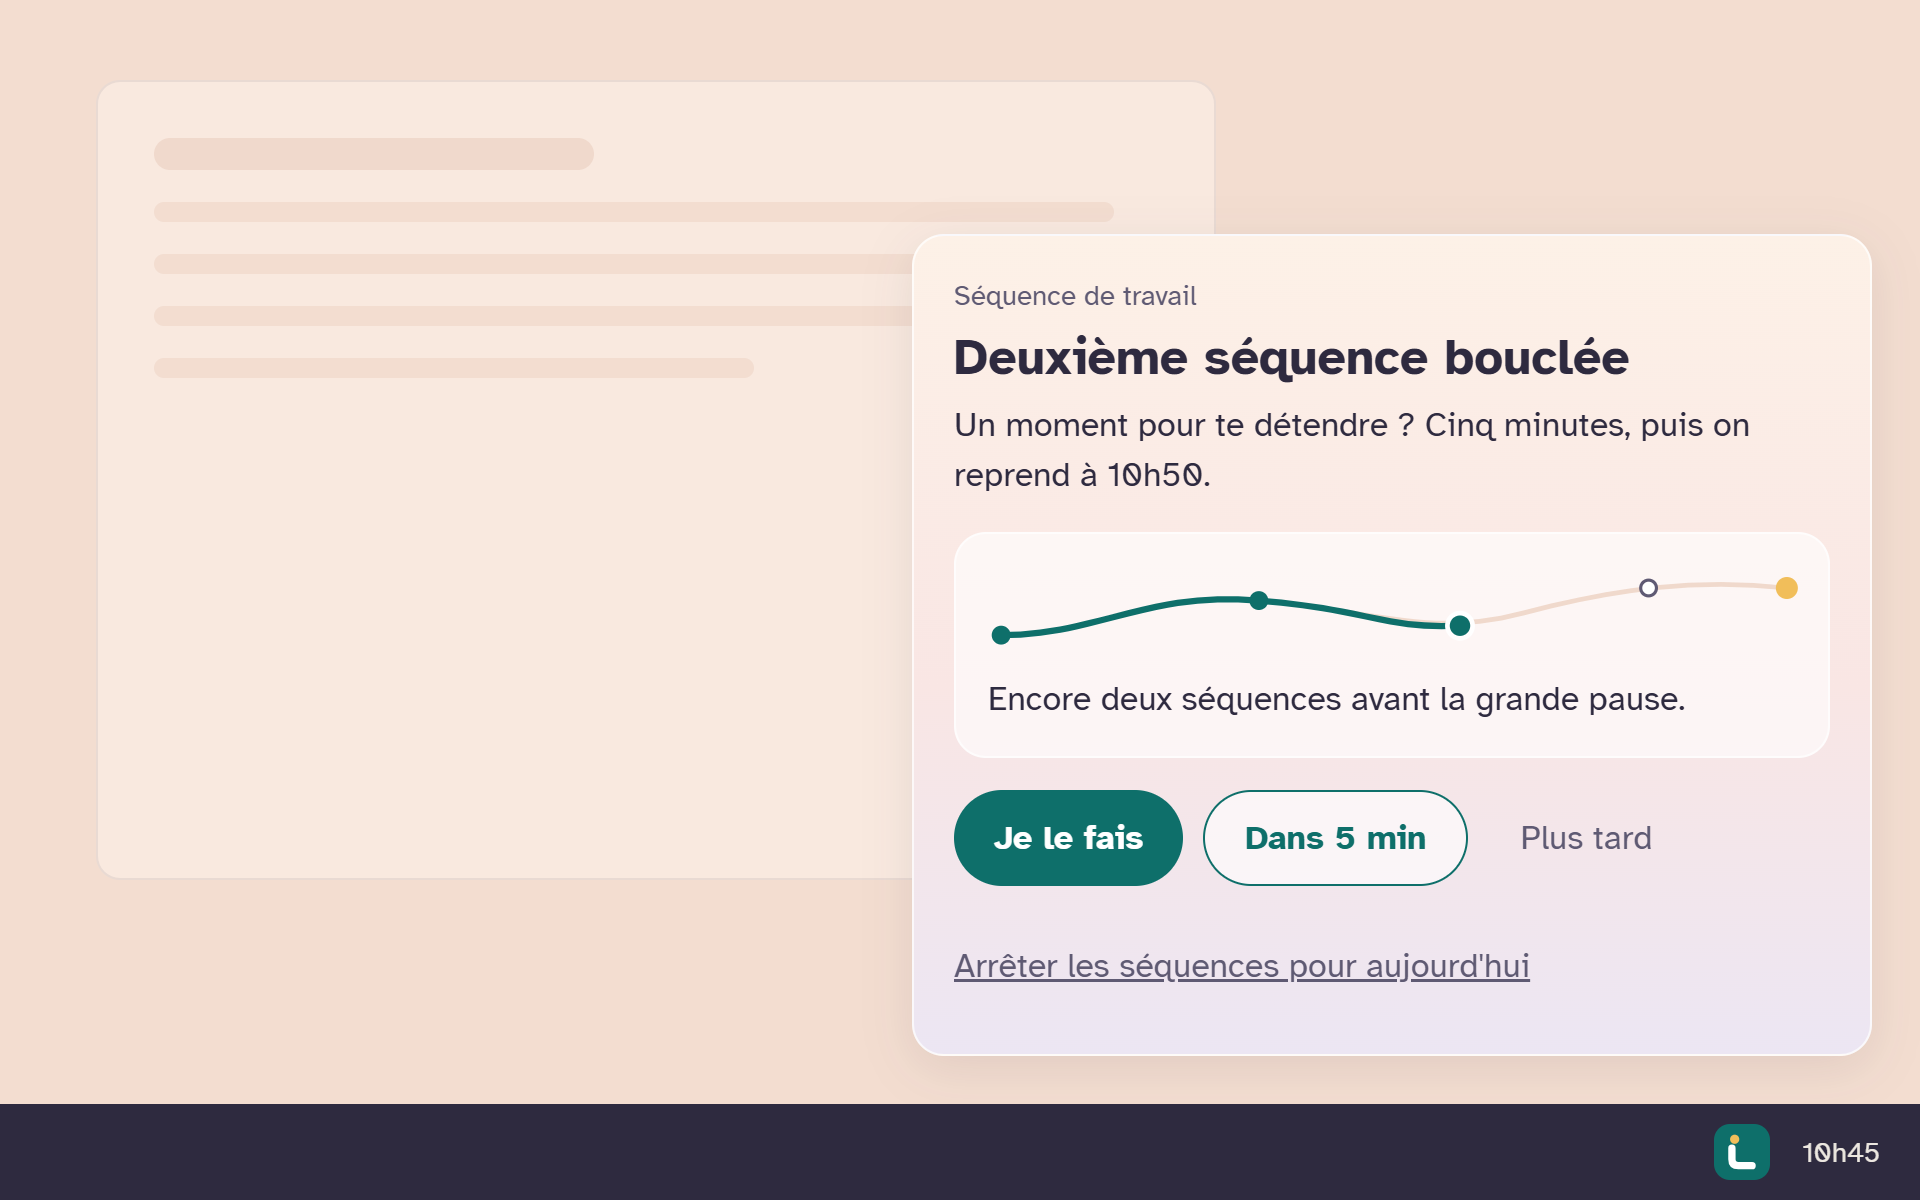 Séquence de travail
Deuxième séquence bouclée
Un moment pour te détendre ? Cinq minutes, puis on
reprend à 10h50.
Encore deux séquences avant la grande pause.
Je le fais
Dans 5 min
Plus tard
Arrêter les séquences pour aujourd'hui
10h45